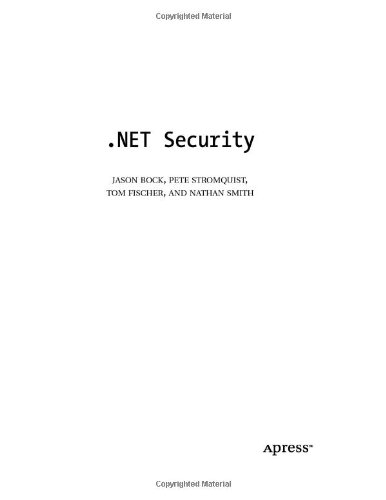 Copyrighted Material
.NET Security
JASON BOCK, PETE STROMQUIST,
TOM FISCHER, AND NATHAN SMITH
Apress™
Copyrighted Material